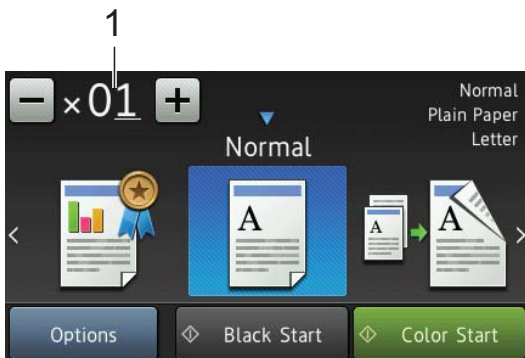 1
- ×01 +
Normal
Plain Paper
Letter
Normal
A
A
A
Options
Black Start
Color Start